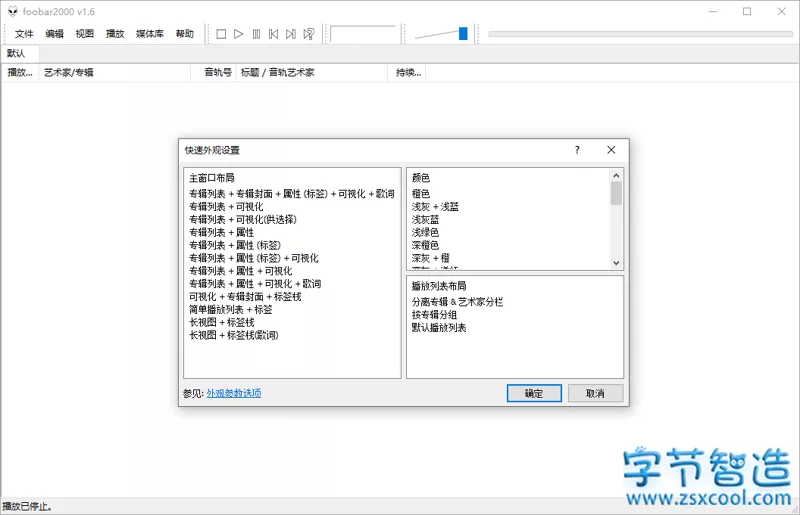 foobar2000 v1.6
文件 编辑 视图 播放 媒体库 帮助
默认
播放... 艺术家/专辑 音轨号 标题 / 音轨艺术家 持续...
快速外观设置
主窗口布局
专辑列表 + 专辑封面 + 属性 (标签) + 可视化 + 歌词
专辑列表 + 可视化
专辑列表 + 可视化(供选择)
专辑列表 + 属性
专辑列表 + 属性 (标签)
专辑列表 + 属性 (标签) + 可视化
专辑列表 + 属性 + 可视化
专辑列表 + 属性 + 可视化 + 歌词
可视化 + 专辑封面 + 标签栈
简单播放列表 + 标签
长视图 + 标签栈
长视图 + 标签栈(歌词)
颜色
橙色
浅灰 + 浅蓝
浅灰蓝
浅绿色
深橙色
深灰 + 橙
播放列表布局
分离专辑 & 艺术家分栏
按专辑分组
默认播放列表
参见: 外观参数选项
确定 取消
字节智造
www.zsxcool.com
播放已停止。